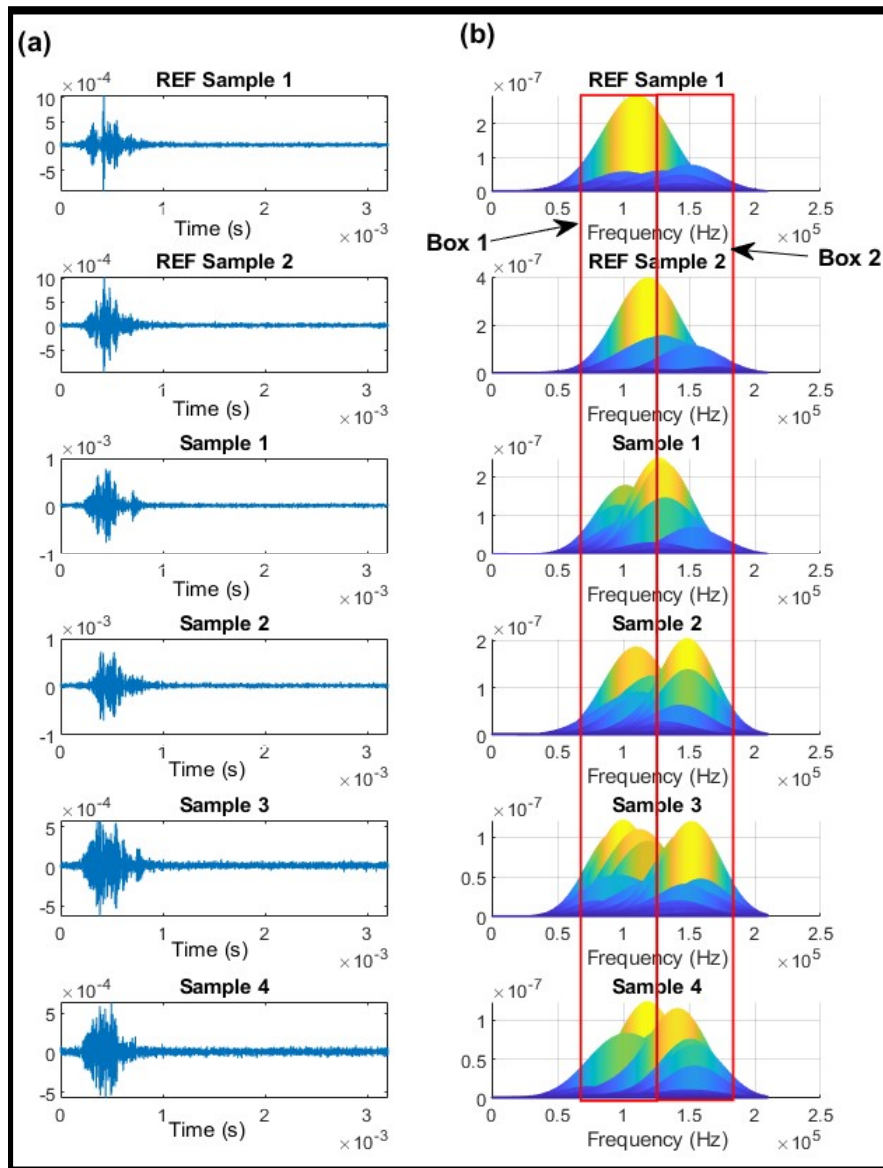 (a)
(b)
REF Sample 1
× 10⁻⁴
10
5
0
-5
0 1 2 3
Time (s)
× 10⁻³
REF Sample 1
× 10⁻⁷
2
1
0
0 0.5 1 1.5 2 2.5
Frequency (Hz)
× 10⁵
Box 1
Box 2
REF Sample 2
× 10⁻⁴
10
5
0
-5
0 1 2 3
Time (s)
× 10⁻³
REF Sample 2
× 10⁻⁷
4
2
0
0 0.5 1 1.5 2 2.5
Frequency (Hz)
× 10⁵
Sample 1
× 10⁻³
1
0
-1
0 1 2 3
Time (s)
× 10⁻³
Sample 1
× 10⁻⁷
2
1
0
0 0.5 1 1.5 2 2.5
Frequency (Hz)
× 10⁵
Sample 2
× 10⁻³
1
0
-1
0 1 2 3
Time (s)
× 10⁻³
Sample 2
× 10⁻⁷
2
1
0
0 0.5 1 1.5 2 2.5
Frequency (Hz)
× 10⁵
Sample 3
× 10⁻⁴
5
0
-5
0 1 2 3
Time (s)
× 10⁻³
Sample 3
× 10⁻⁷
1
0.5
0
0 0.5 1 1.5 2 2.5
Frequency (Hz)
× 10⁵
Sample 4
× 10⁻⁴
5
0
-5
0 1 2 3
Time (s)
× 10⁻³
Sample 4
× 10⁻⁷
1
0.5
0
0 0.5 1 1.5 2 2.5
Frequency (Hz)
× 10⁵